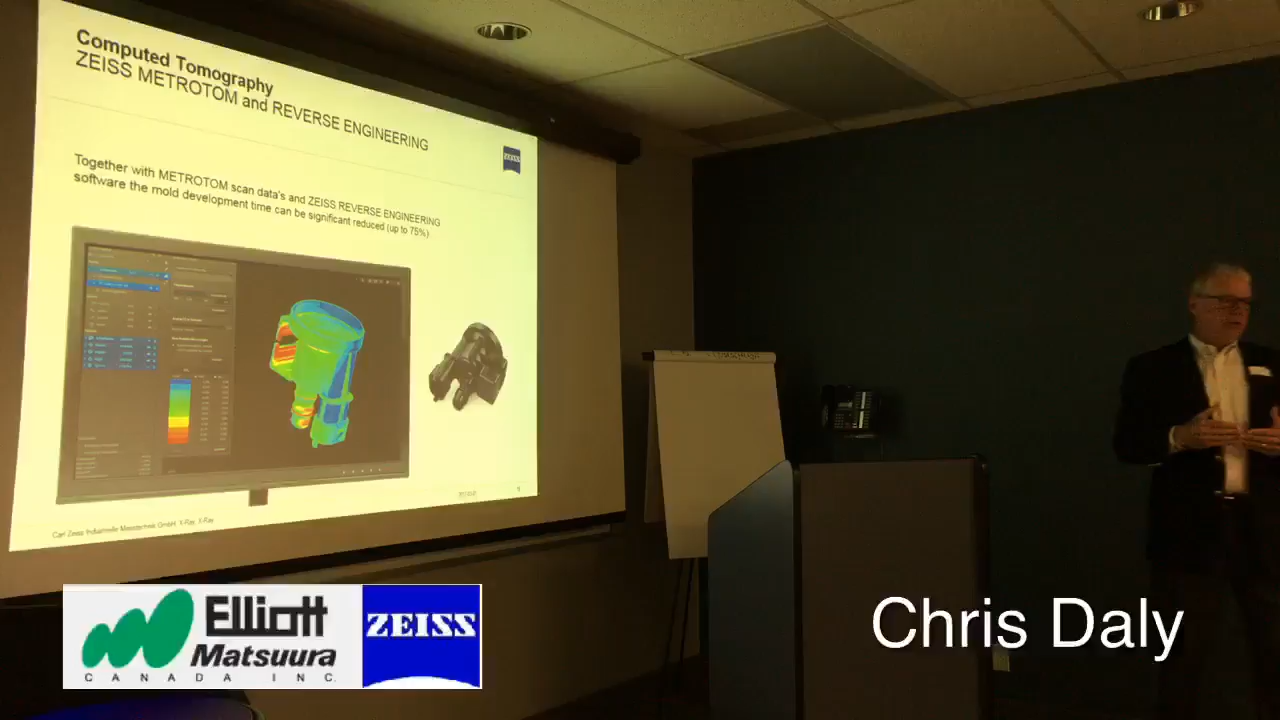 Computed Tomography
ZEISS METROTOM and REVERSE ENGINEERING
ZEISS
Together with METROTOM scan data's and ZEISS REVERSE ENGINEERING
software the mold development time can be significant reduced (up to 75%)
Carl Zeiss Industrielle Messtechnik GmbH, X-Ray, X-Ray
Elliott
Matsuura
CANADA INC.
ZEISS
Chris Daly